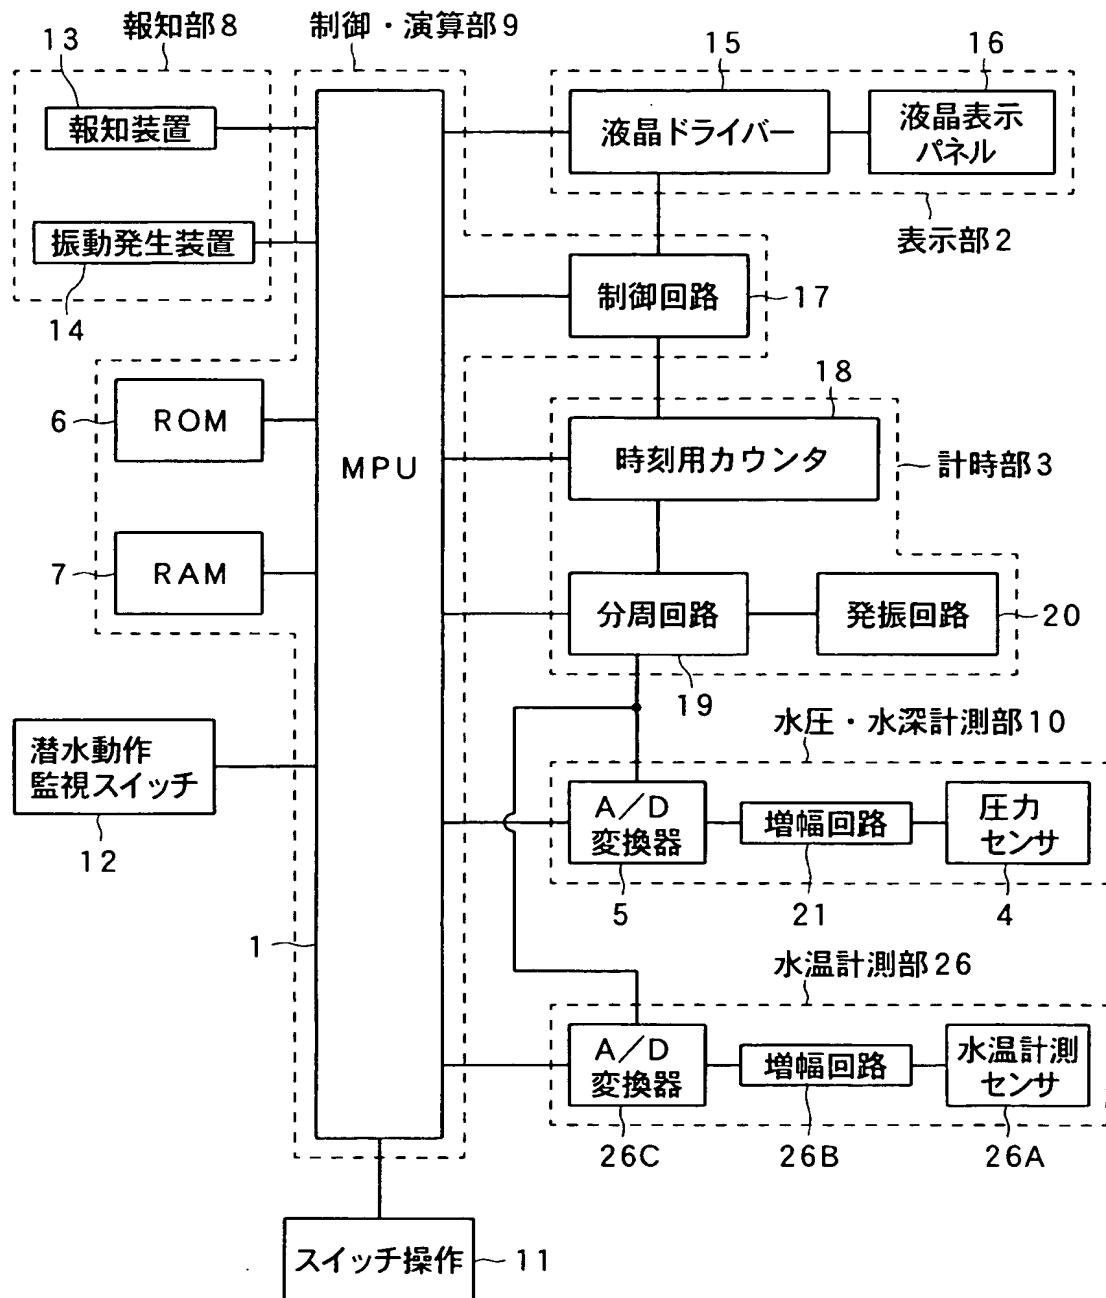 報知部8
制御・演算部9
13
15
16
報知装置
液晶ドライバー
液晶表示
パネル
振動発生装置
表示部2
14
制御回路
17
18
6
ROM
MPU
時刻用カウンタ
計時部3
7
RAM
分周回路
発振回路
20
19
水圧・水深計測部10
潜水動作
監視スイッチ
12
A/D
変換器
増幅回路
圧力
センサ
5
21
4
1
水温計測部26
A/D
変換器
増幅回路
水温計測
センサ
26C
26B
26A
スイッチ操作
11